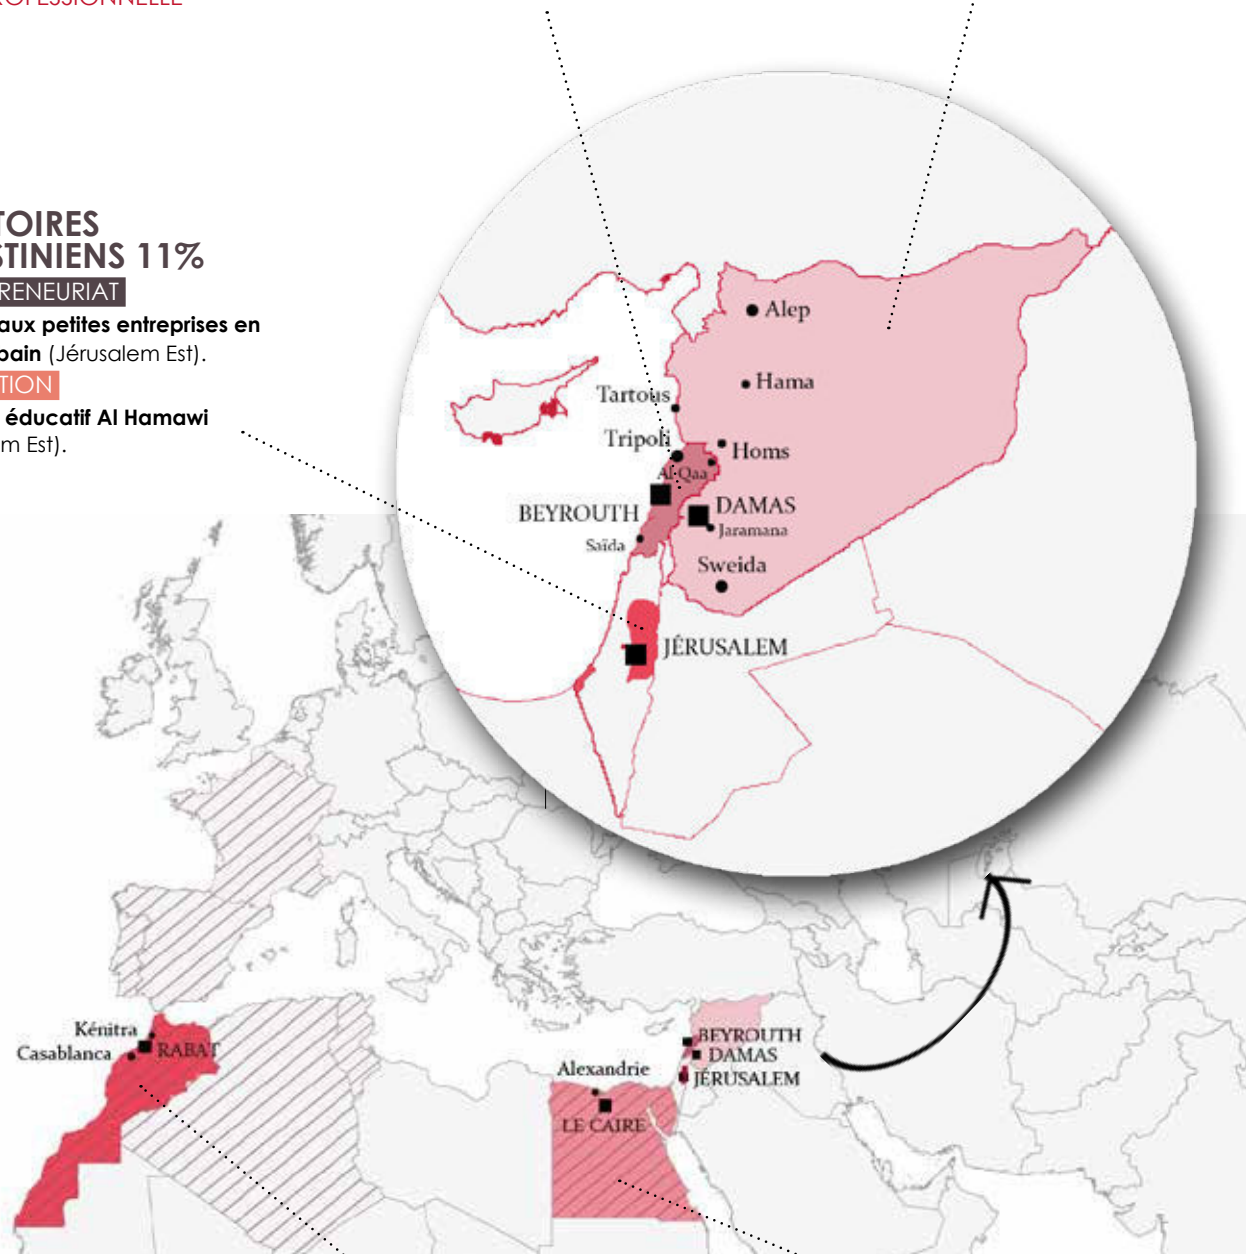 OFESSIONNELLE
TOIRES
STINIENS 11%
RENEURIAT
aux petites entreprises en
pain (Jérusalem Est).
TION
éducatif Al Hamawi
m Est).
Alep
Hama
Tartous
Tripoli
Homs
Al-Qaa
BEYROUTH
DAMAS
Jaramana
Saïda
Sweida
JÉRUSALEM
Kénitra
Casablanca
RABAT
Alexandrie
LE CAIRE
BEYROUTH
DAMAS
JÉRUSALEM